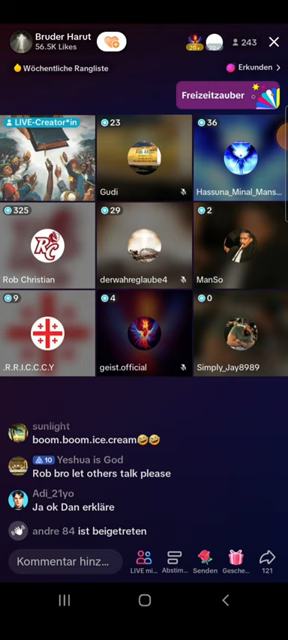 Bruder Harut
56.5K Likes
243
Wöchentliche Rangliste
Erkunden
Freizeitzauber
LIVE-Creator*in
23
Gudi
36
Hassuna_Minal_Mans...
325
RC
Rob Christian
29
derwahreglaube4
2
ManSo
9
.R.R.I.C.C.C.Y
4
geist.official
0
Simply_Jay8989
sunlight
boom.boom.ice.cream🤣🤣
10 Yeshua is God
Rob bro let others talk please
Adi_21yo
Ja ok Dan erkläre
andre 84 ist beigetreten
Kommentar hinz...
LIVE mi...
Abstim...
Senden
Gesche...
121